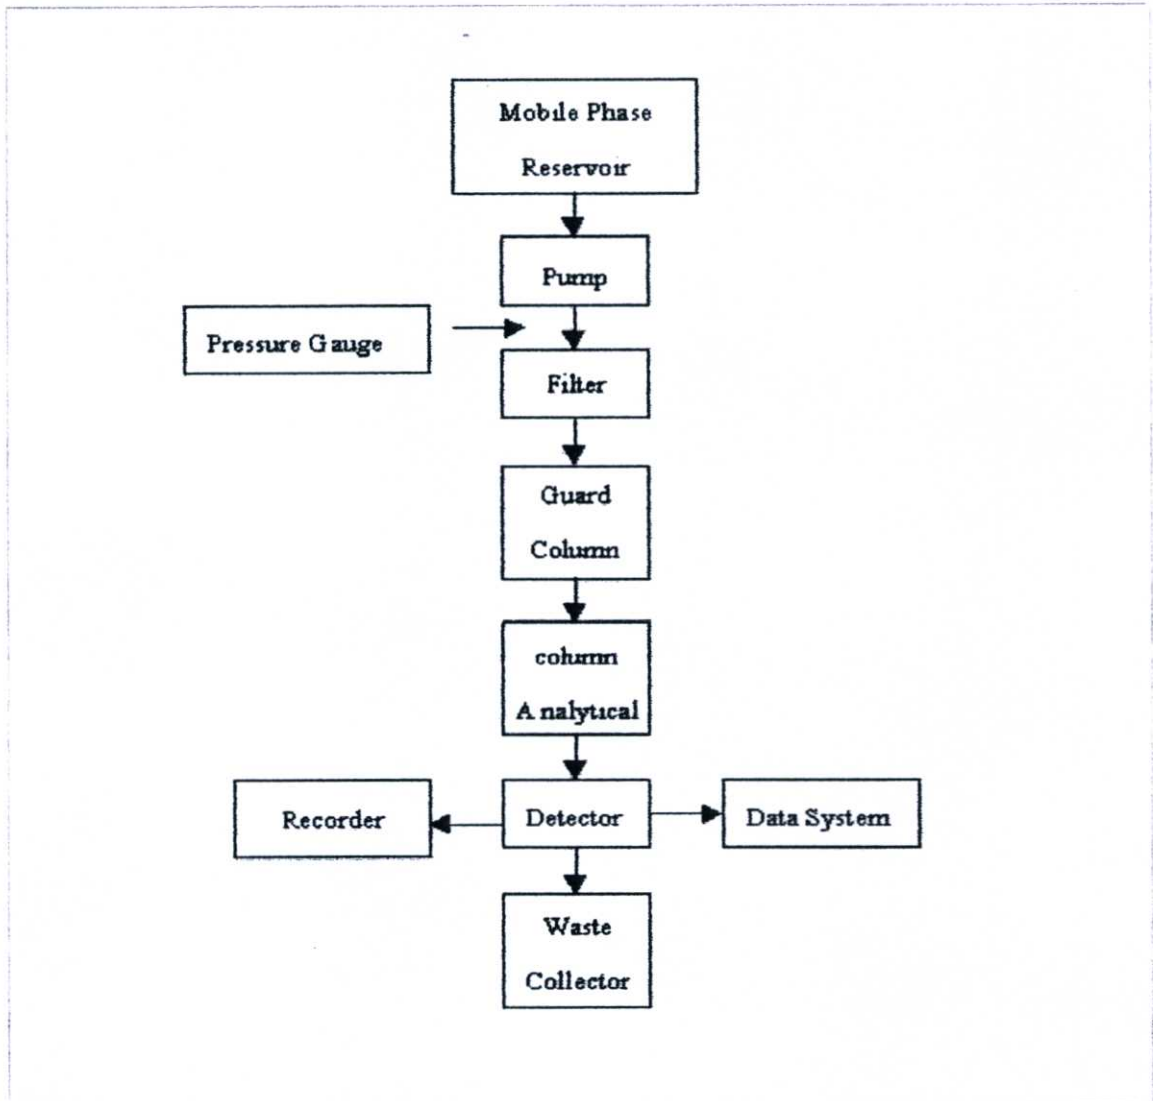 Mobile Phase
Reservoir
Pump
Pressure Gauge
Filter
Guard
Column
column
Analytical
Recorder
Detector
Data System
Waste
Collector